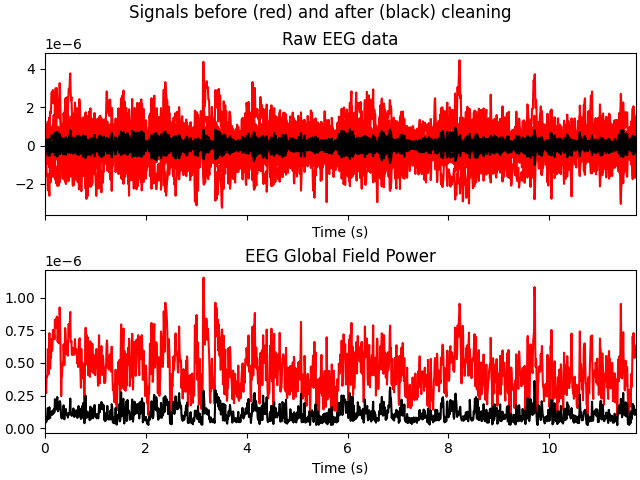 Signals before (red) and after (black) cleaning
Raw EEG data
1e−6
4
2
0
−2
Time (s)
EEG Global Field Power
1e−6
1.00
0.75
0.50
0.25
0.00
0 2 4 6 8 10
Time (s)